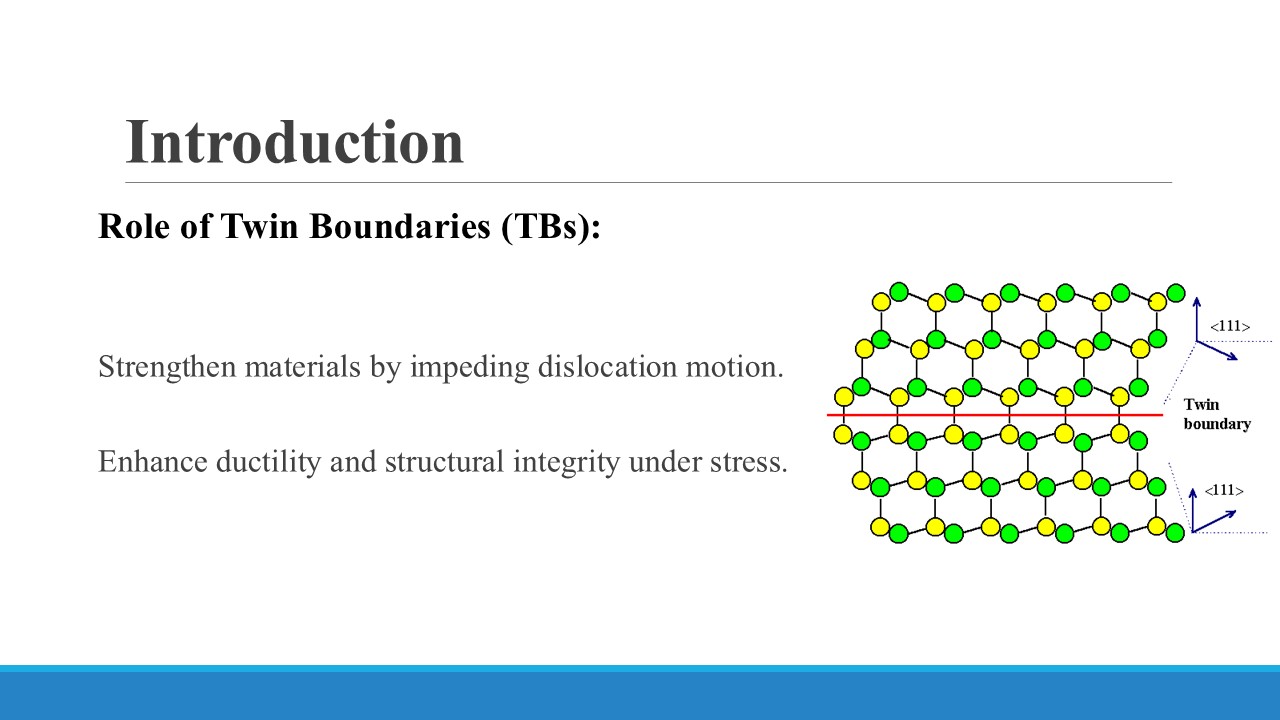 Introduction
Role of Twin Boundaries (TBs):
Strengthen materials by impeding dislocation motion.
Enhance ductility and structural integrity under stress.
<111>
Twin
boundary
<111>